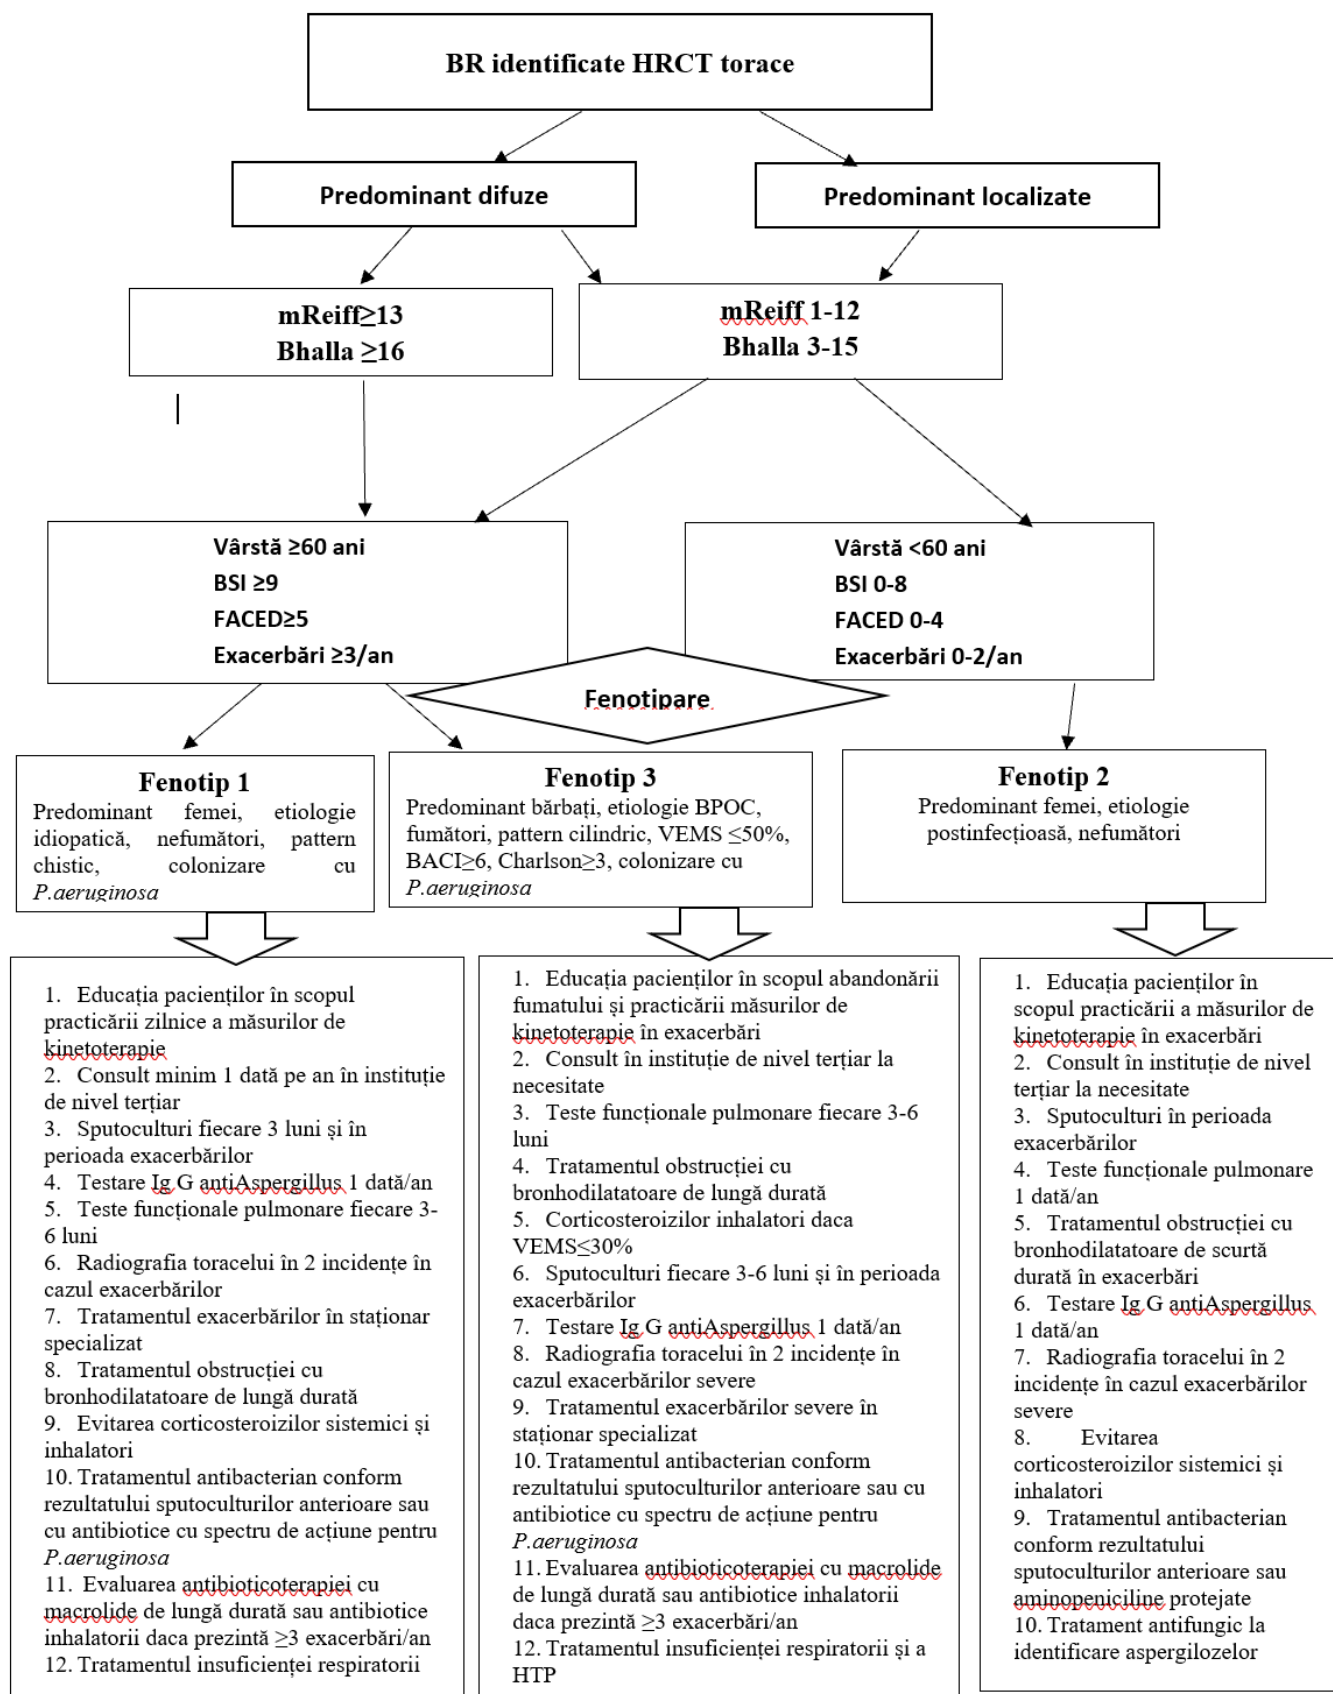 BR identificate HRCT torace
Predominant difuze
Predominant localizate
mReiff≥13
Bhalla ≥16
mReiff 1-12
Bhalla 3-15
Vârstă ≥60 ani
BSI ≥9
FACED≥5
Exacerbări ≥3/an
Vârstă <60 ani
BSI 0-8
FACED 0-4
Exacerbări 0-2/an
Fenotipare
Fenotip 1
Predominant femei, etiologie
idiopatică, nefumători, pattern
chistic, colonizare cu
P.aeruginosa
Fenotip 3
Predominant bărbați, etiologie BPOC,
fumători, pattern cilindric, VEMS ≤50%,
BACI≥6, Charlson≥3, colonizare cu
P.aeruginosa
Fenotip 2
Predominant femei, etiologie
postinfecțioasă, nefumători
1. Educația pacienților în scopul
practicării zilnice a măsurilor de
kinetoterapie
2. Consult minim 1 dată pe an în instituție
de nivel terțiar
3. Sputoculturi fiecare 3 luni și în
perioada exacerbărilor
4. Testare Ig G antiAspergillus 1 dată/an
5. Teste funcționale pulmonare fiecare 3-
6 luni
6. Radiografia toracelui în 2 incidențe în
cazul exacerbărilor
7. Tratamentul exacerbărilor în staționar
specializat
8. Tratamentul obstrucției cu
bronhodilatatoare de lungă durată
9. Evitarea corticosteroizilor sistemici și
inhalatori
10. Tratamentul antibacterian conform
rezultatului sputoculturilor anterioare sau
cu antibiotice cu spectru de acțiune pentru
P.aeruginosa
11. Evaluarea antibioticoterapiei cu
macrolide de lungă durată sau antibiotice
inhalatorii daca prezintă ≥3 exacerbări/an
12. Tratamentul insuficienței respiratorii
1. Educația pacienților în scopul abandonării
fumatului și practicării măsurilor de
kinetoterapie în exacerbări
2. Consult în instituție de nivel terțiar la
necesitate
3. Teste funcționale pulmonare fiecare 3-6
luni
4. Tratamentul obstrucției cu
bronhodilatatoare de lungă durată
5. Corticosteroizilor inhalatori daca
VEMS≤30%
6. Sputoculturi fiecare 3-6 luni și în perioada
exacerbărilor
7. Testare Ig G antiAspergillus 1 dată/an
8. Radiografia toracelui în 2 incidențe în
cazul exacerbărilor severe
9. Tratamentul exacerbărilor severe în
staționar specializat
10. Tratamentul antibacterian conform
rezultatului sputoculturilor anterioare sau cu
antibiotice cu spectru de acțiune pentru
P.aeruginosa
11. Evaluarea antibioticoterapiei cu macrolide
de lungă durată sau antibiotice inhalatorii
daca prezintă ≥3 exacerbări/an
12. Tratamentul insuficienței respiratorii și a
HTP
1. Educația pacienților în
scopul practicării a măsurilor de
kinetoterapie în exacerbări
2. Consult în instituție de nivel
terțiar la necesitate
3. Sputoculturi în perioada
exacerbărilor
4. Teste funcționale pulmonare
1 dată/an
5. Tratamentul obstrucției cu
bronhodilatatoare de scurtă
durată în exacerbări
6. Testare Ig G antiAspergillus
1 dată/an
7. Radiografia toracelui în 2
incidențe în cazul exacerbărilor
severe
8. Evitarea
corticosteroizilor sistemici și
inhalatori
9. Tratamentul antibacterian
conform rezultatului
sputoculturilor anterioare sau
aminopeniciline protejate
10. Tratament antifungic la
identificare aspergilozelor